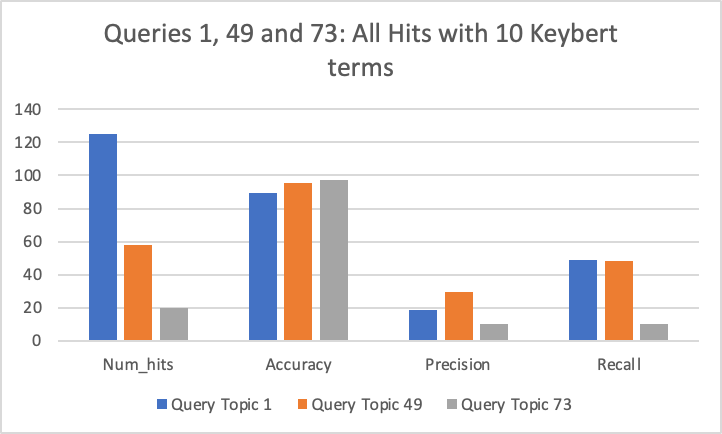 Queries 1, 49 and 73: All Hits with 10 Keybert
terms
140
120
100
80
60
40
20
0
Num_hits Accuracy Precision Recall
Query Topic 1 Query Topic 49 Query Topic 73